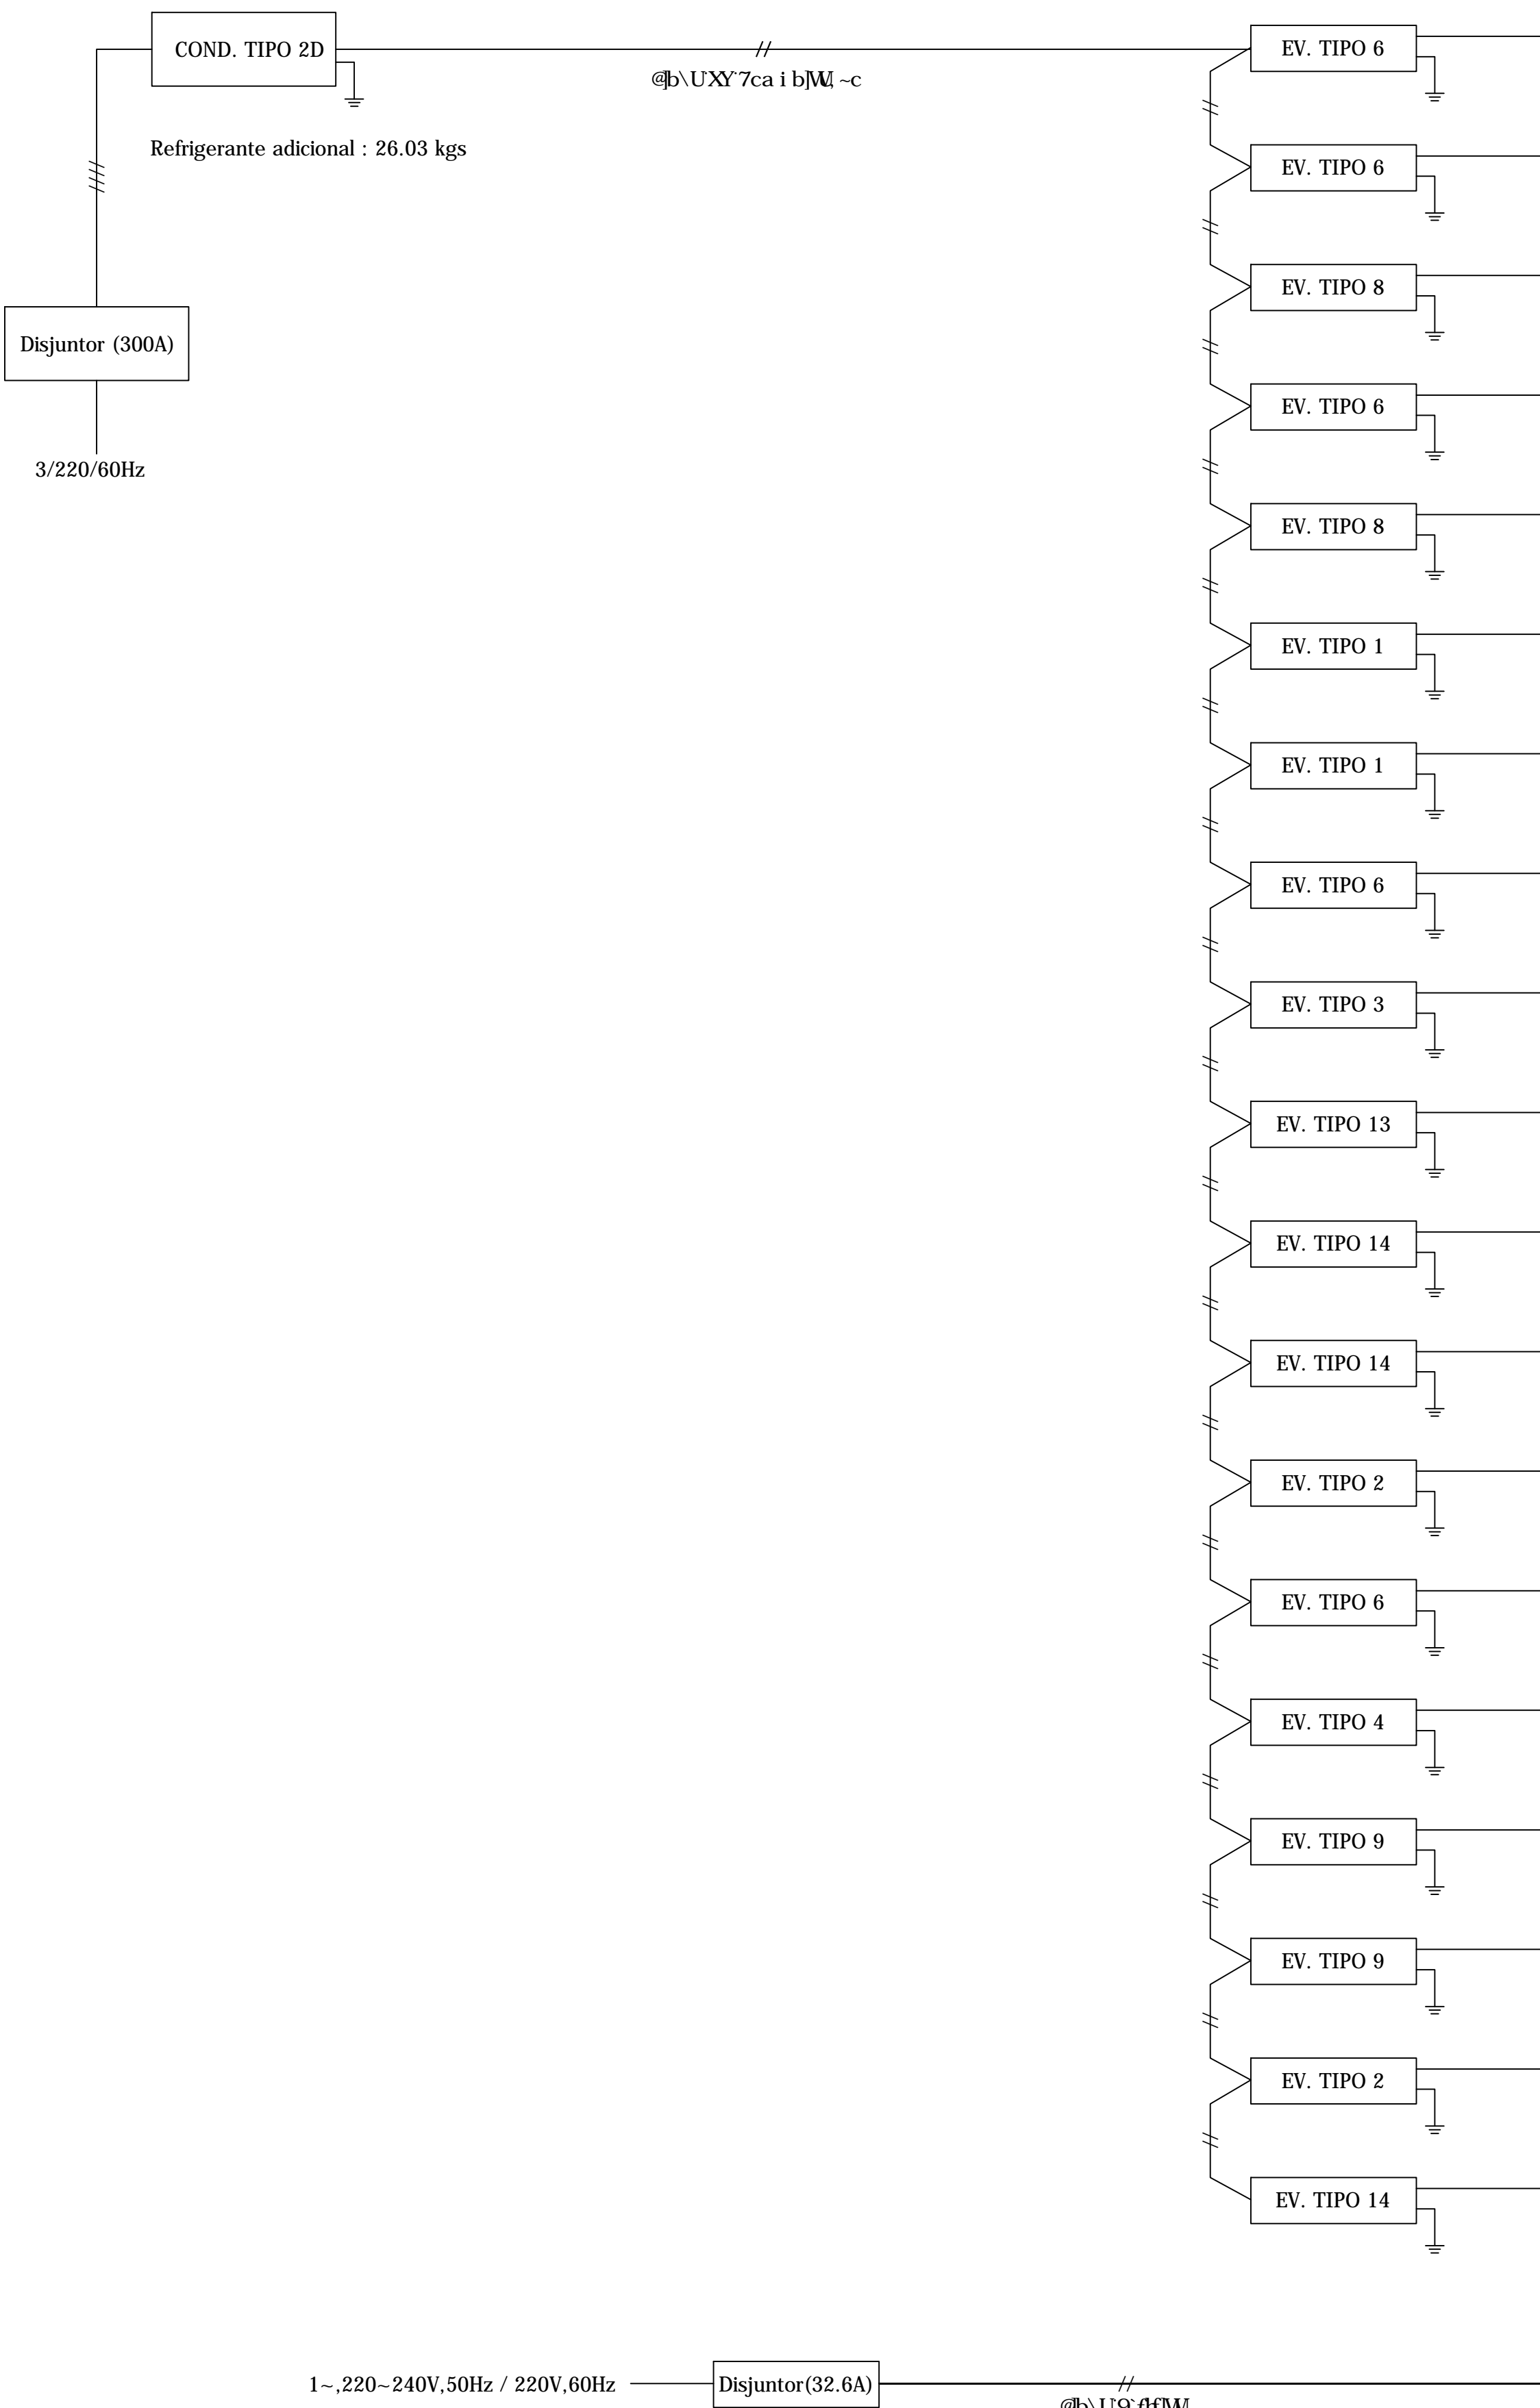 COND. TIPO 2D
EV. TIPO 6
Refrigerante adicional : 26.03 kgs
EV. TIPO 6
EV. TIPO 8
Disjuntor (300A)
EV. TIPO 6
3/220/60Hz
EV. TIPO 8
EV. TIPO 1
EV. TIPO 1
EV. TIPO 6
EV. TIPO 3
EV. TIPO 13
EV. TIPO 14
EV. TIPO 14
EV. TIPO 2
EV. TIPO 6
EV. TIPO 4
EV. TIPO 9
EV. TIPO 9
EV. TIPO 2
EV. TIPO 14
1~,220~240V,50Hz / 220V,60Hz
Disjuntor(32.6A)